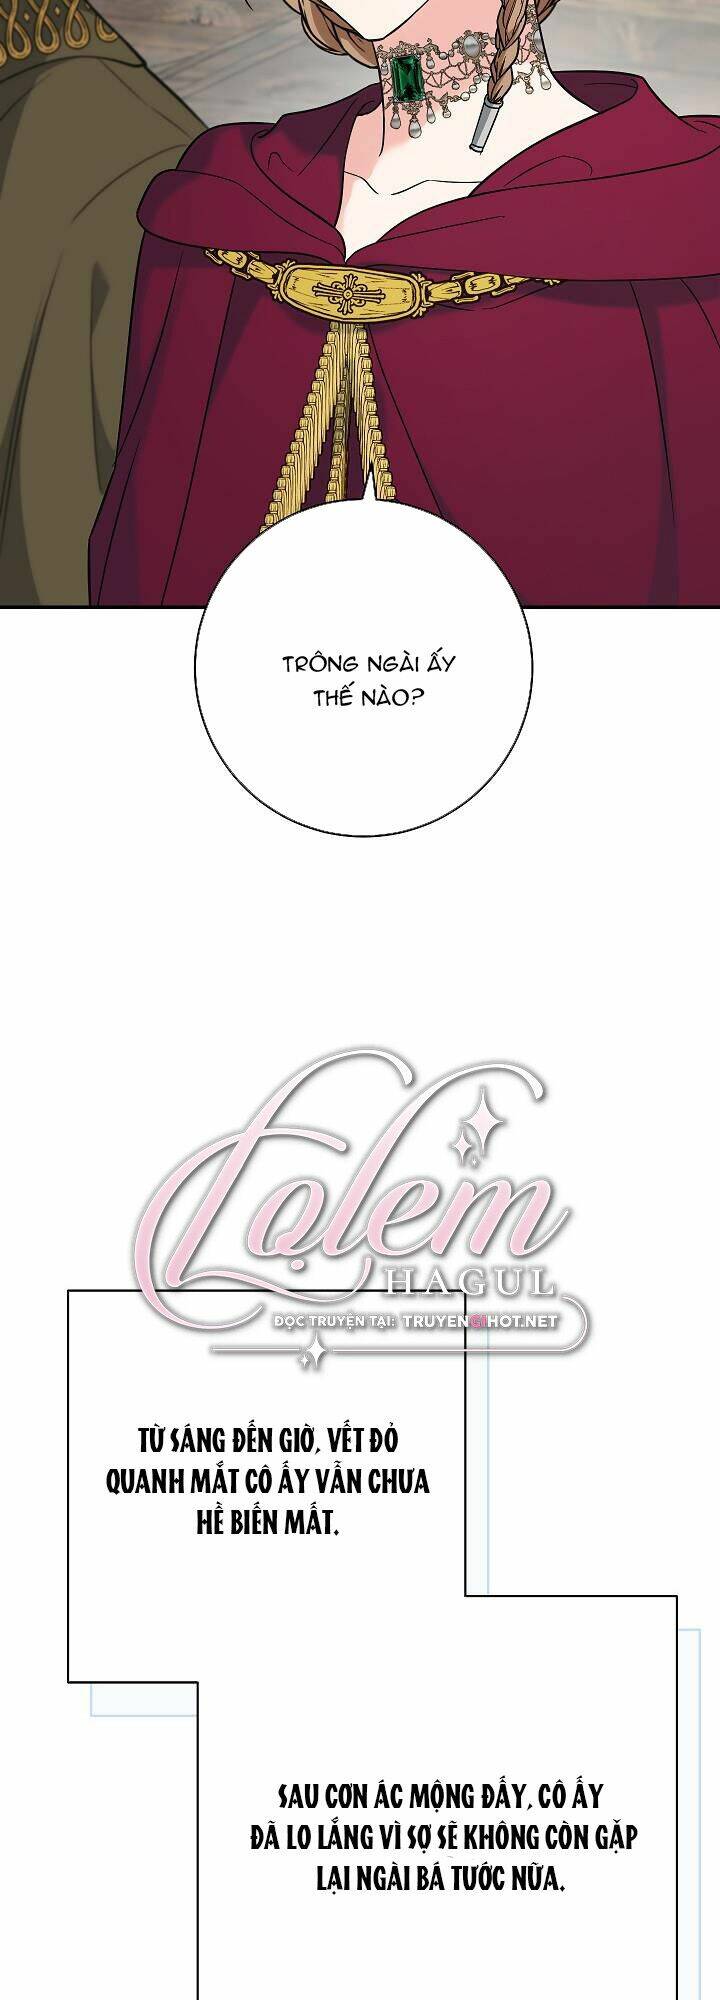 TRÔNG NGÀI ẤY
THẾ NÀO?
Lọlem
HAGUL
ĐỌC TRUYỆN TẠI: TRUYENGIHOT.NET
TỪ SÁNG ĐẾN GIỜ, VẾT ĐỎ
QUANH MẮT CÔ ẤY VẪN CHƯA
HỀ BIẾN MẤT.
SAU CƠN ÁC MỘNG ĐẤY, CÔ ẤY
ĐÃ LO LẮNG VÌ SỢ SẼ KHÔNG CÒN GẶP
LẠI NGÀI BÁ TƯỚC NỮA.